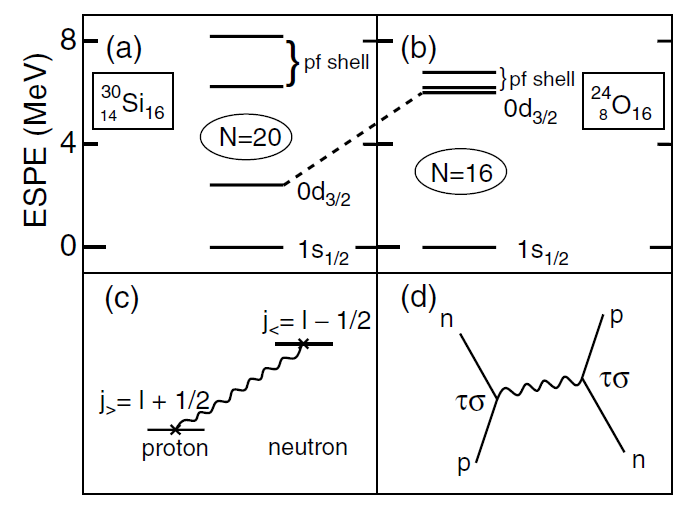 ESPE (MeV)
8
4
0
(a)
pf shell
30
14Si16
N=20
0d3/2
1s1/2
(b)
pf shell
24
8O16
0d3/2
N=16
1s1/2
(c)
j<= l − 1/2
j>= l + 1/2
proton
neutron
(d)
n
p
τσ
τσ
p
n